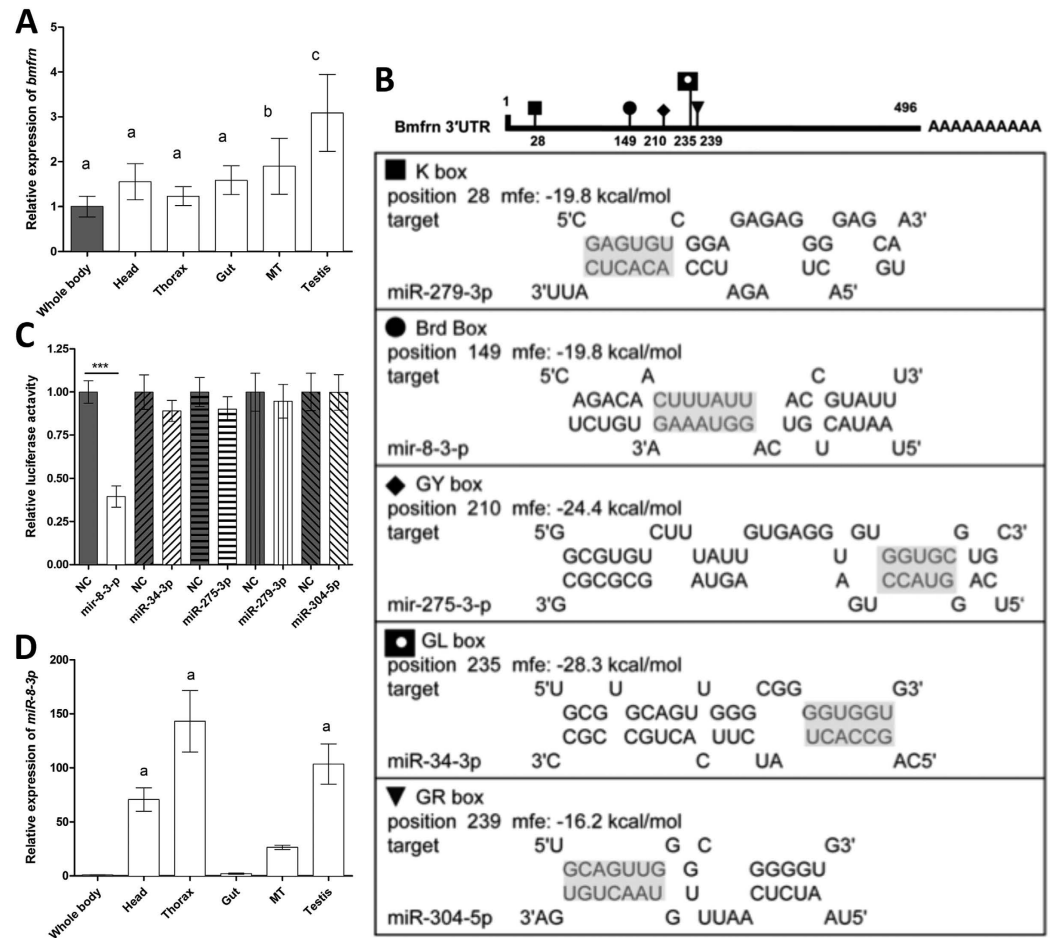 A
Relative expression of bmfrn
5
4
3
2
1
0
a
a
a
a
b
c
Whole body
Head
Thorax
Gut
MT
Testis
B
1
496
Bmfrn 3'UTR
AAAAAAAAAA
28
149
210
235
239
K box
position 28 mfe: -19.8 kcal/mol
target 5'C C GAGAG GAG A3'
GAGUGU GGA GG CA
CUCACA CCU UC GU
miR-279-3p 3'UUA AGA A5'
Brd Box
position 149 mfe: -19.8 kcal/mol
target 5'C A C U3'
AGACA CUUUAUU AC GUAUU
UCUGU GAAAUGG UG CAUAA
mir-8-3-p 3'A AC U U5'
GY box
position 210 mfe: -24.4 kcal/mol
target 5'G CUU GUGAGG GU G C3'
GCGUGU UAUU U GGUGC UG
CGCGCG AUGA A CCAUG AC
mir-275-3-p 3'G GU G U5'
GL box
position 235 mfe: -28.3 kcal/mol
target 5'U U U CGG G3'
GCG GCAGU GGG GGUGGU
CGC CGUCA UUC UCACCG
miR-34-3p 3'C C UA AC5'
GR box
position 239 mfe: -16.2 kcal/mol
target 5'U G C G3'
GCAGUUG G GGGGU
UGUCAAU U CUCUA
miR-304-5p 3'AG G UUAA AU5'
C
Relative luciferase actavity
1.25
1.00
0.75
0.50
0.25
0.00
***
NC
mir-8-3-p
NC
miR-34-3p
NC
miR-275-3p
NC
miR-279-3p
NC
miR-304-5p
D
Relative expression of miR-8-3p
200
150
100
50
0
a
a
a
Whole body
Head
Thorax
Gut
MT
Testis